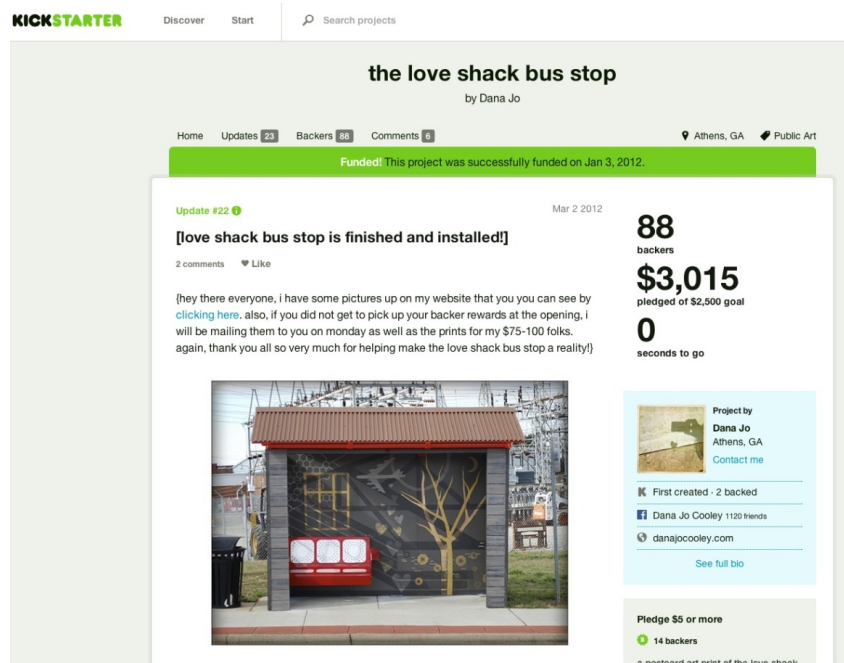 KICKSTARTER Discover Start Search projects
the love shack bus stop
by Dana Jo
Home Updates 23 Backers 88 Comments 6 Athens, GA Public Art
Funded! This project was successfully funded on Jan 3, 2012.
Update #22 Mar 2 2012
[love shack bus stop is finished and installed!]
2 comments Like
{hey there everyone, i have some pictures up on my website that you you can see by
clicking here. also, if you did not get to pick up your backer rewards at the opening, i
will be mailing them to you on monday as well as the prints for my $75-100 folks.
again, thank you all so very much for helping make the love shack bus stop a reality!}
88
backers
$3,015
pledged of $2,500 goal
0
seconds to go
Project by
Dana Jo
Athens, GA
Contact me
First created · 2 backed
Dana Jo Cooley 1120 friends
danajocooley.com
See full bio
Pledge $5 or more
14 backers
a postcard art print of the love shack